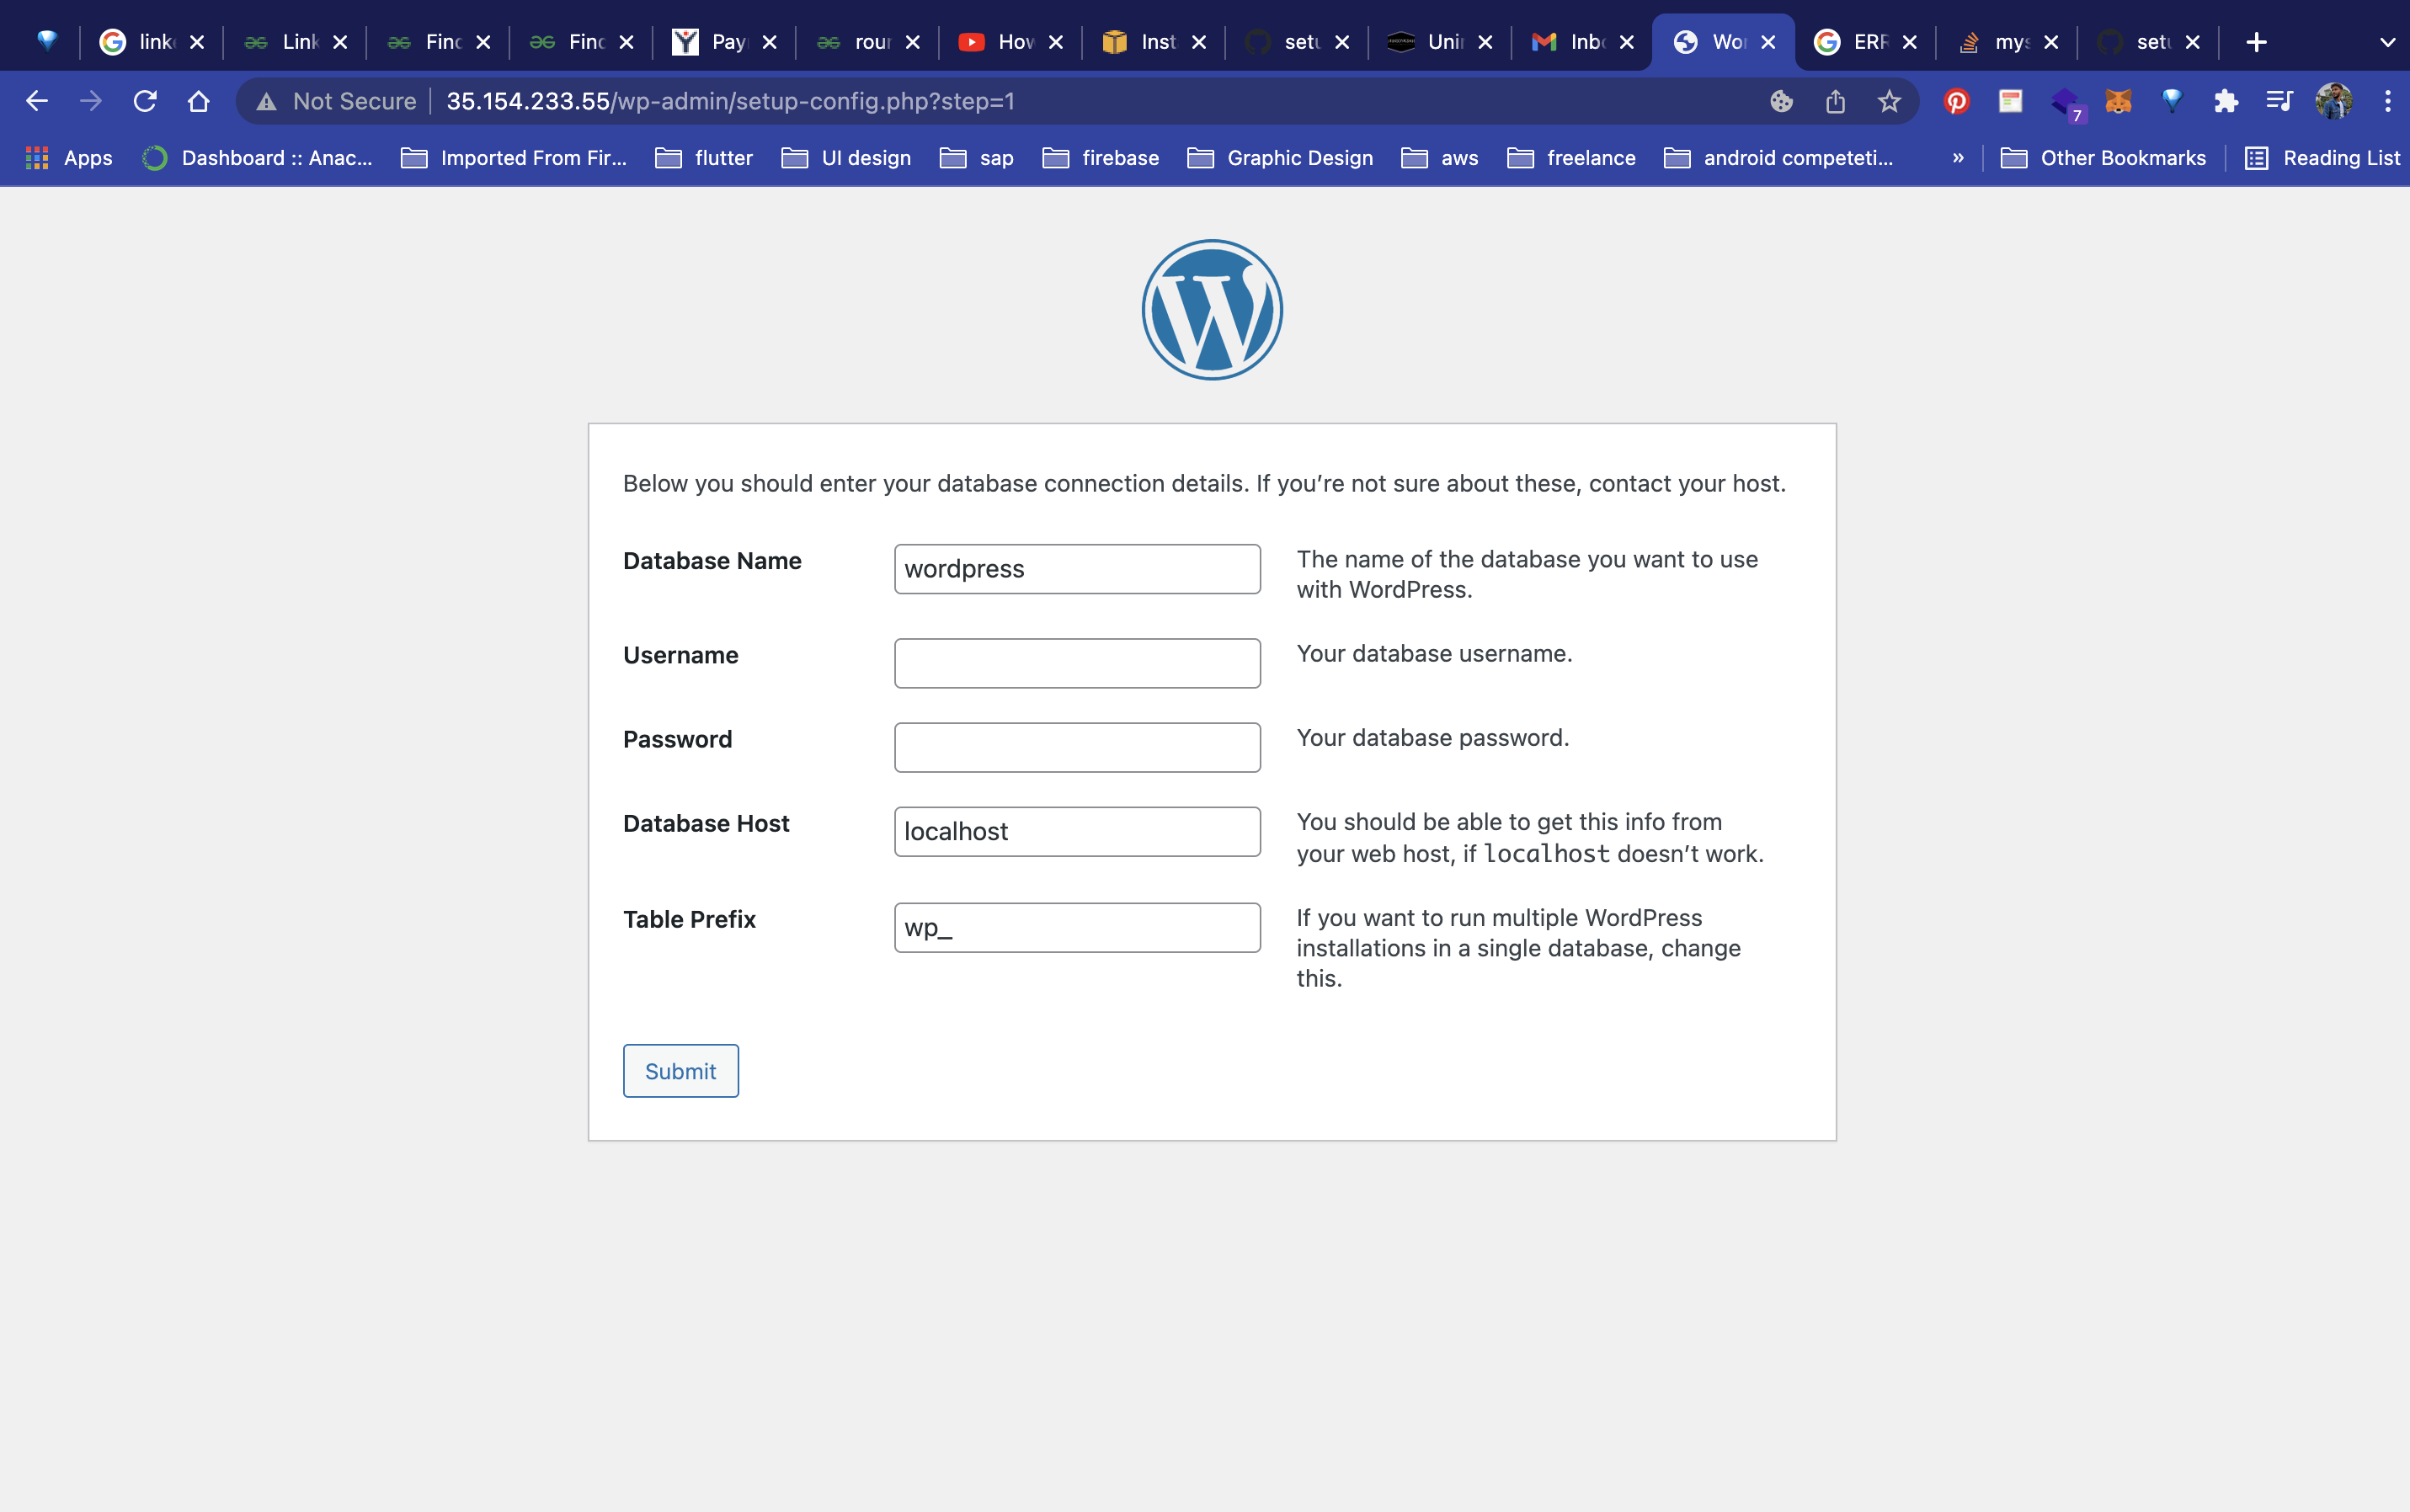 link
Link
Find
Find
Pay
rour
How
Inst
setu
Unir
Inbo
Wor
ERR
mys
setu
Not Secure
35.154.233.55/wp-admin/setup-config.php?step=1
7
Apps
Dashboard :: Anac...
Imported From Fir...
flutter
UI design
sap
firebase
Graphic Design
aws
freelance
android competeti...
»
Other Bookmarks
Reading List
Below you should enter your database connection details. If you’re not sure about these, contact your host.
Database Name
wordpress
The name of the database you want to use
with WordPress.
Username
Your database username.
Password
Your database password.
Database Host
localhost
You should be able to get this info from
your web host, if localhost doesn’t work.
Table Prefix
wp_
If you want to run multiple WordPress
installations in a single database, change
this.
Submit